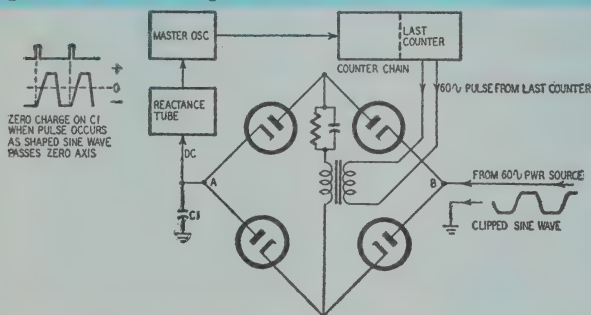 MASTER OSC
LAST
COUNTER
COUNTER CHAIN
60∿ PULSE FROM LAST COUNTER
+
0
-
REACTANCE
TUBE
ZERO CHARGE ON C1
WHEN PULSE OCCURS
AS SHAPED SINE WAVE
PASSES ZERO AXIS
DC
A
B
FROM 60∿ PWR SOURCE
C1
CLIPPED SINE WAVE